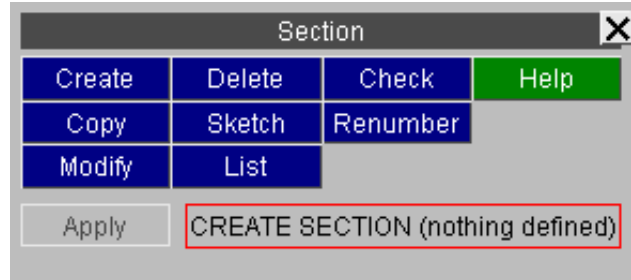 Section
Create Delete Check Help
Copy Sketch Renumber
Modify List
Apply CREATE SECTION (nothing defined)